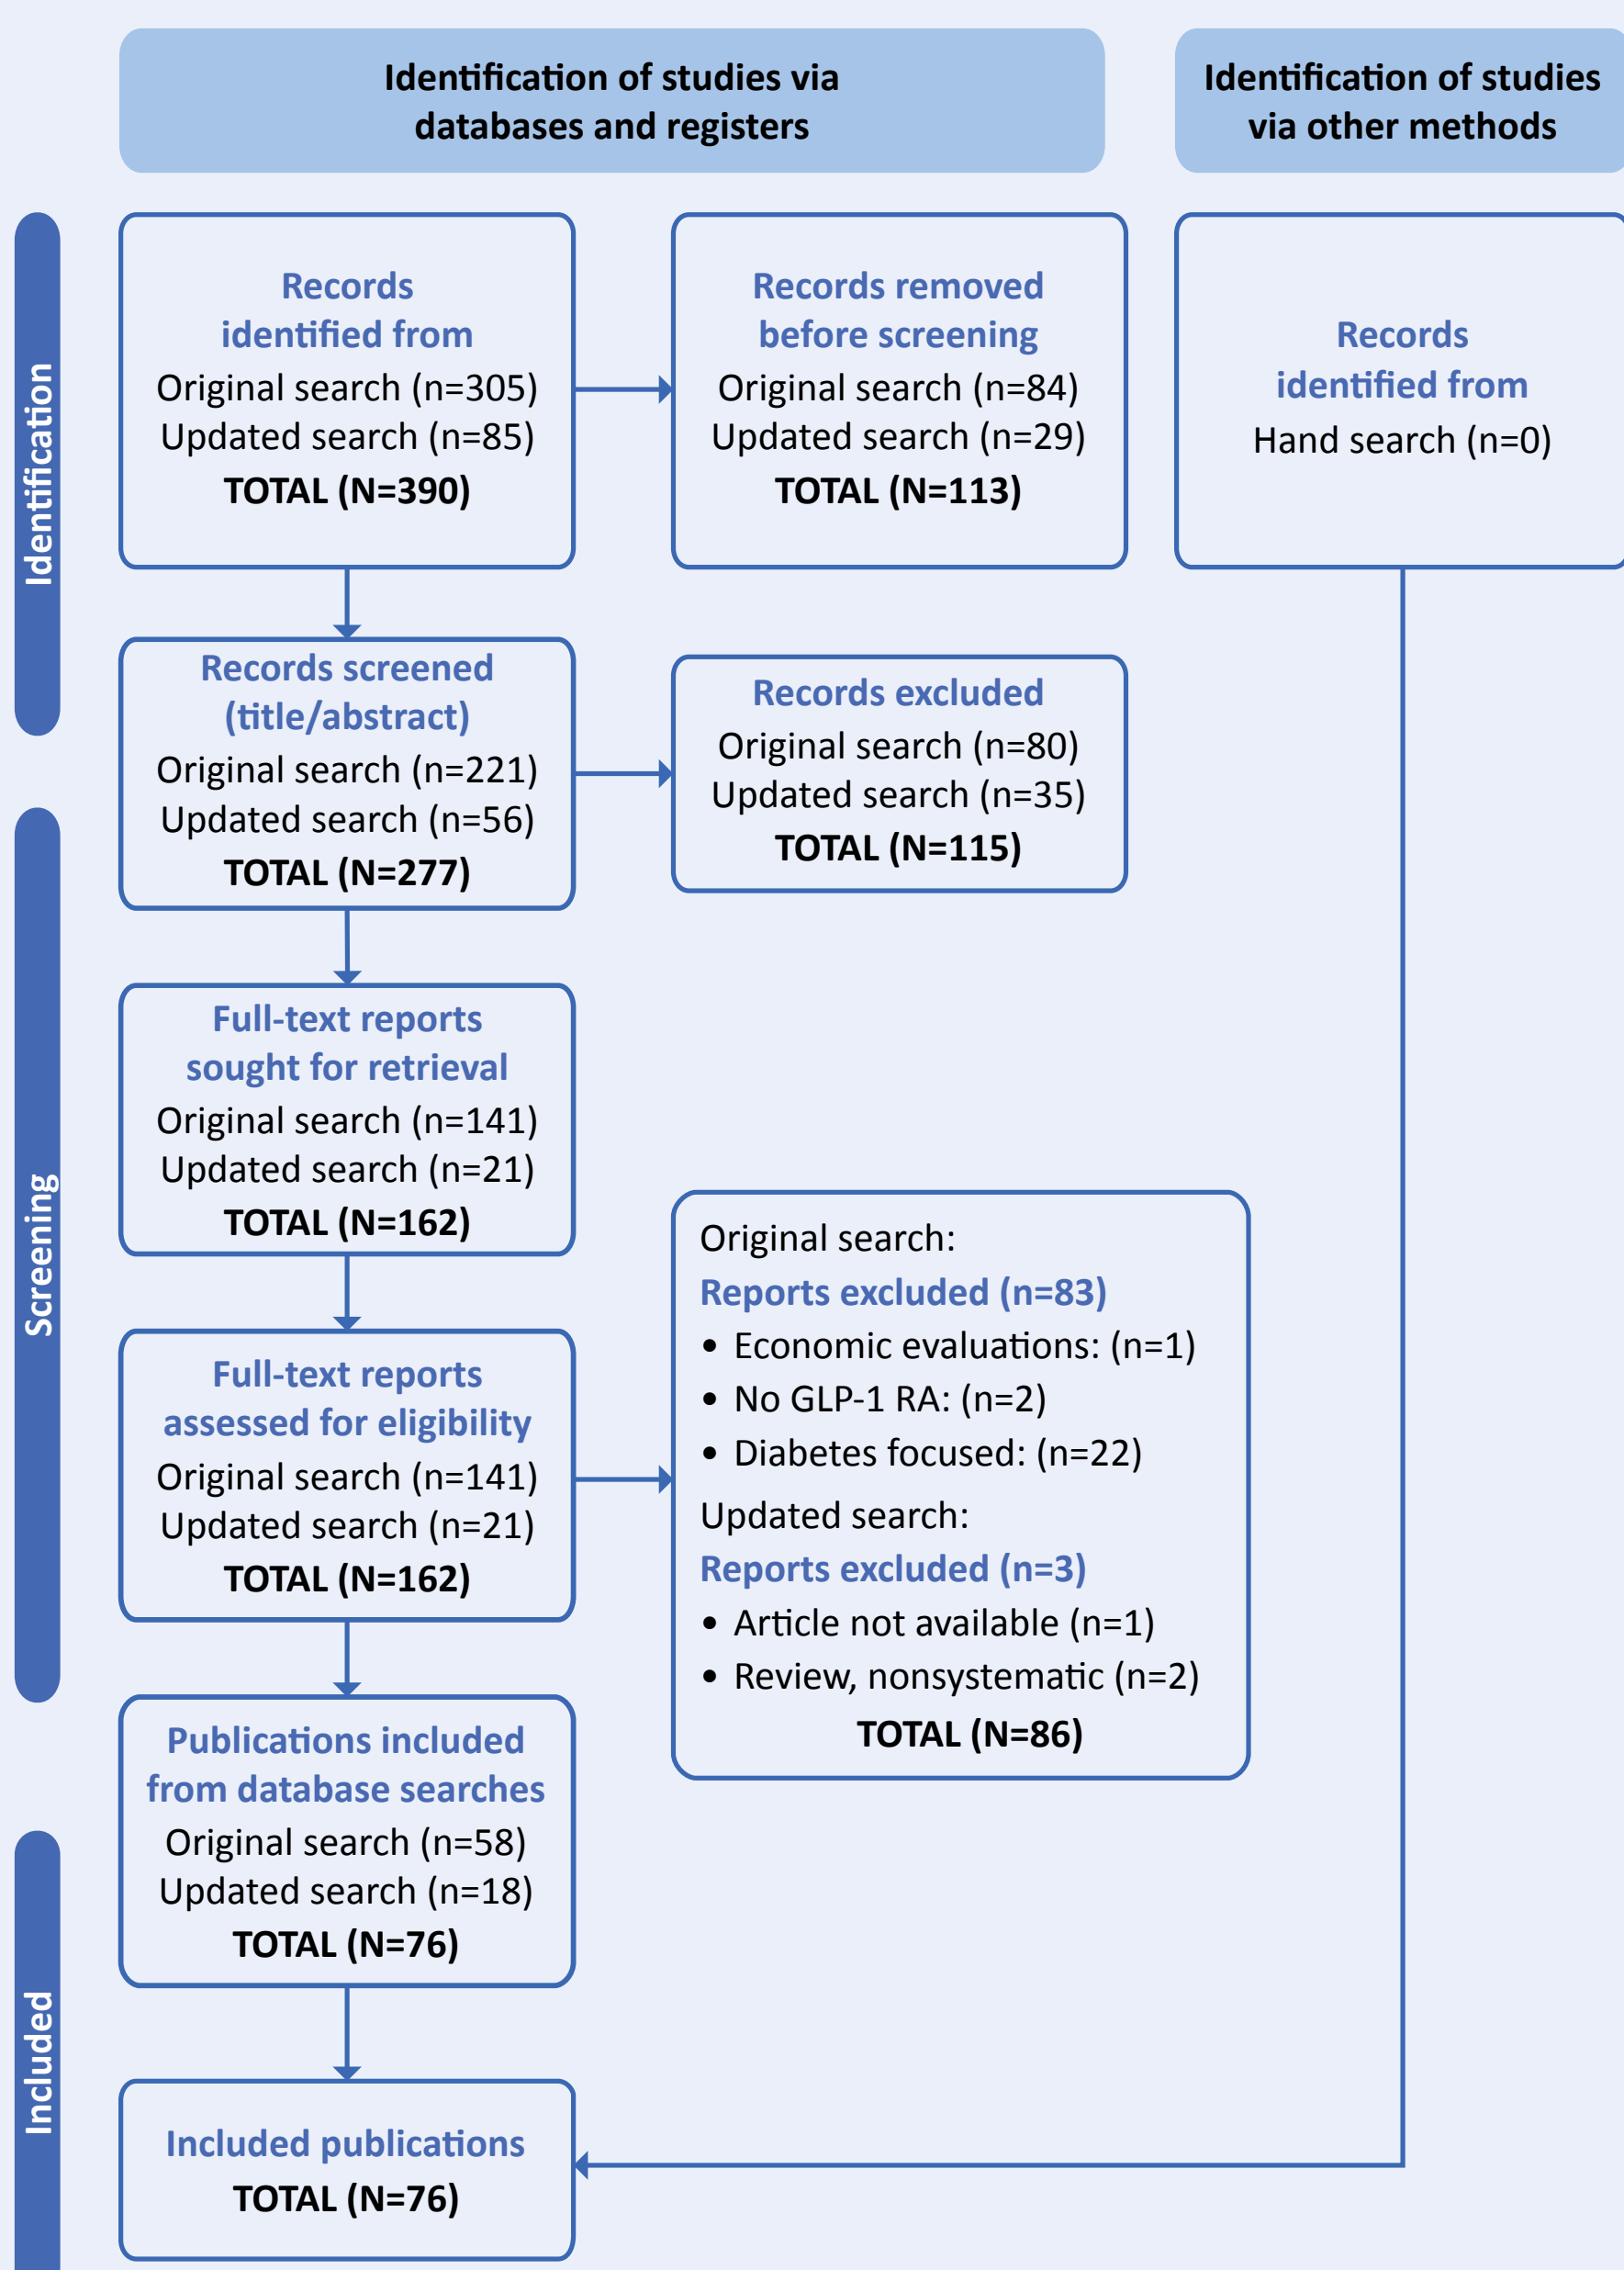 Identification of studies via
databases and registers
Identification of studies
via other methods
Identification
Records
identified from
Original search (n=305)
Updated search (n=85)
TOTAL (N=390)
Records removed
before screening
Original search (n=84)
Updated search (n=29)
TOTAL (N=113)
Records
identified from
Hand search (n=0)
Records screened
(title/abstract)
Original search (n=221)
Updated search (n=56)
TOTAL (N=277)
Records excluded
Original search (n=80)
Updated search (n=35)
TOTAL (N=115)
Screening
Full-text reports
sought for retrieval
Original search (n=141)
Updated search (n=21)
TOTAL (N=162)
Full-text reports
assessed for eligibility
Original search (n=141)
Updated search (n=21)
TOTAL (N=162)
Original search:
Reports excluded (n=83)
• Economic evaluations: (n=1)
• No GLP-1 RA: (n=2)
• Diabetes focused: (n=22)
Updated search:
Reports excluded (n=3)
• Article not available (n=1)
• Review, nonsystematic (n=2)
TOTAL (N=86)
Publications included
from database searches
Original search (n=58)
Updated search (n=18)
TOTAL (N=76)
Included
Included publications
TOTAL (N=76)